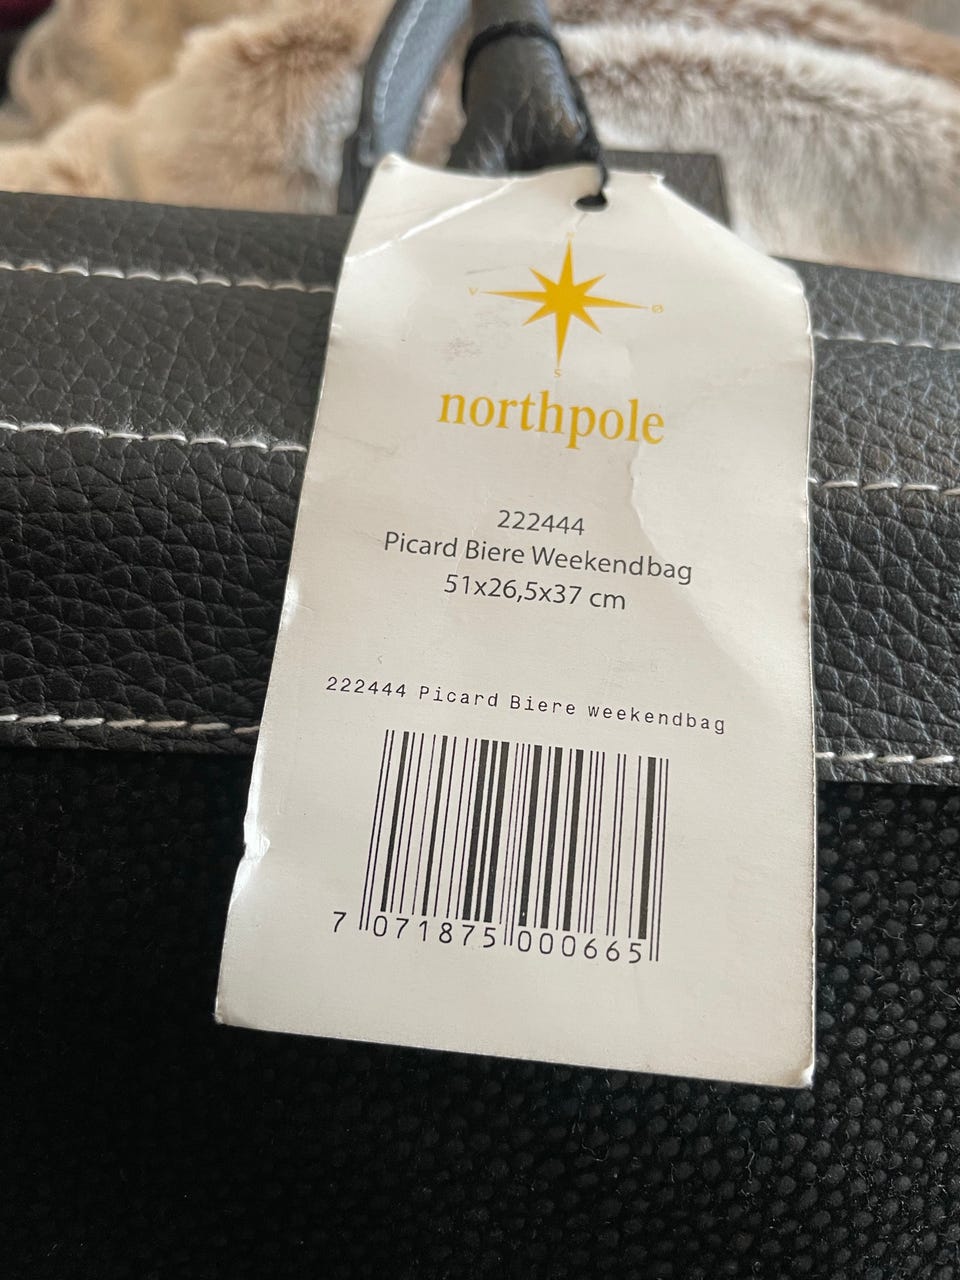 N
V Ø
S
northpole
222444
Picard Biere Weekendbag
51x26,5x37 cm
222444 Picard Biere weekendbag
7 071875 000665